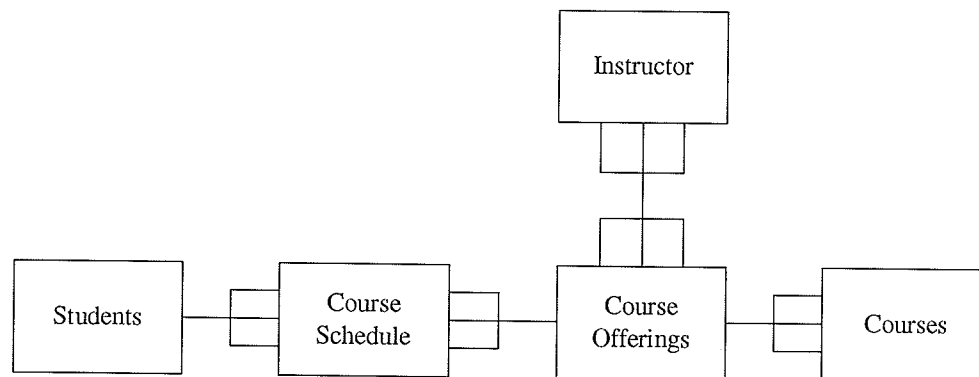 Instructor
Students
Course
Schedule
Course
Offerings
Courses